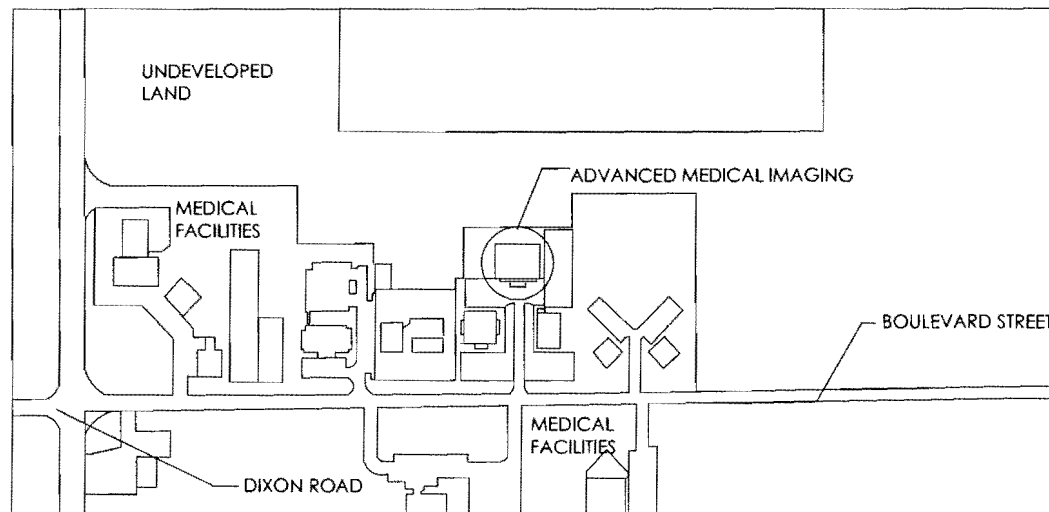 UNDEVELOPED
LAND
ADVANCED MEDICAL IMAGING
MEDICAL
FACILITIES
BOULEVARD STREET
MEDICAL
FACILITIES
DIXON ROAD